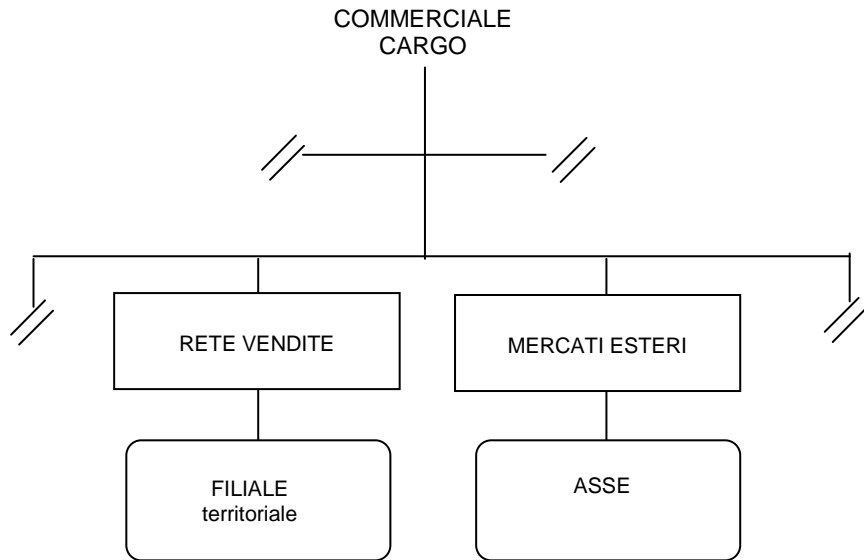 COMMERCIALE
CARGO
RETE VENDITE
MERCATI ESTERI
FILIALE
territoriale
ASSE